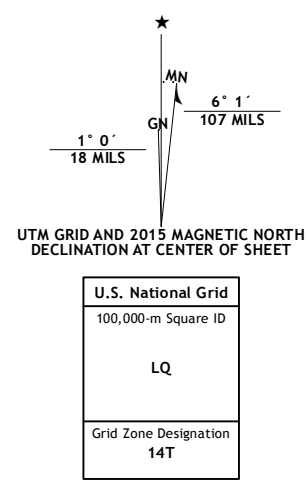 ★
MN
GN
6° 1´
107 MILS
1° 0´
18 MILS
UTM GRID AND 2015 MAGNETIC NORTH
DECLINATION AT CENTER OF SHEET
U.S. National Grid
100,000-m Square ID
LQ
Grid Zone Designation
14T